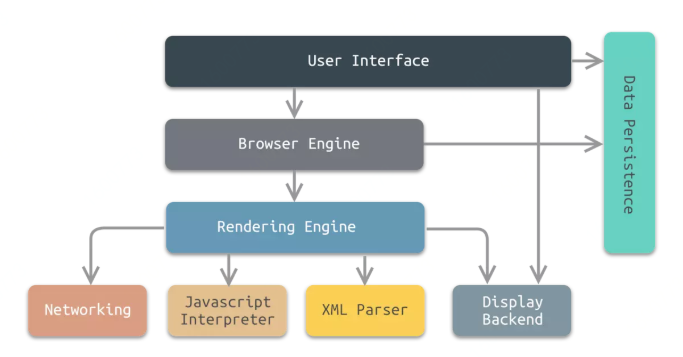 User Interface
Data Persistence
Browser Engine
Rendering Engine
Networking
Javascript
Interpreter
XML Parser
Display
Backend